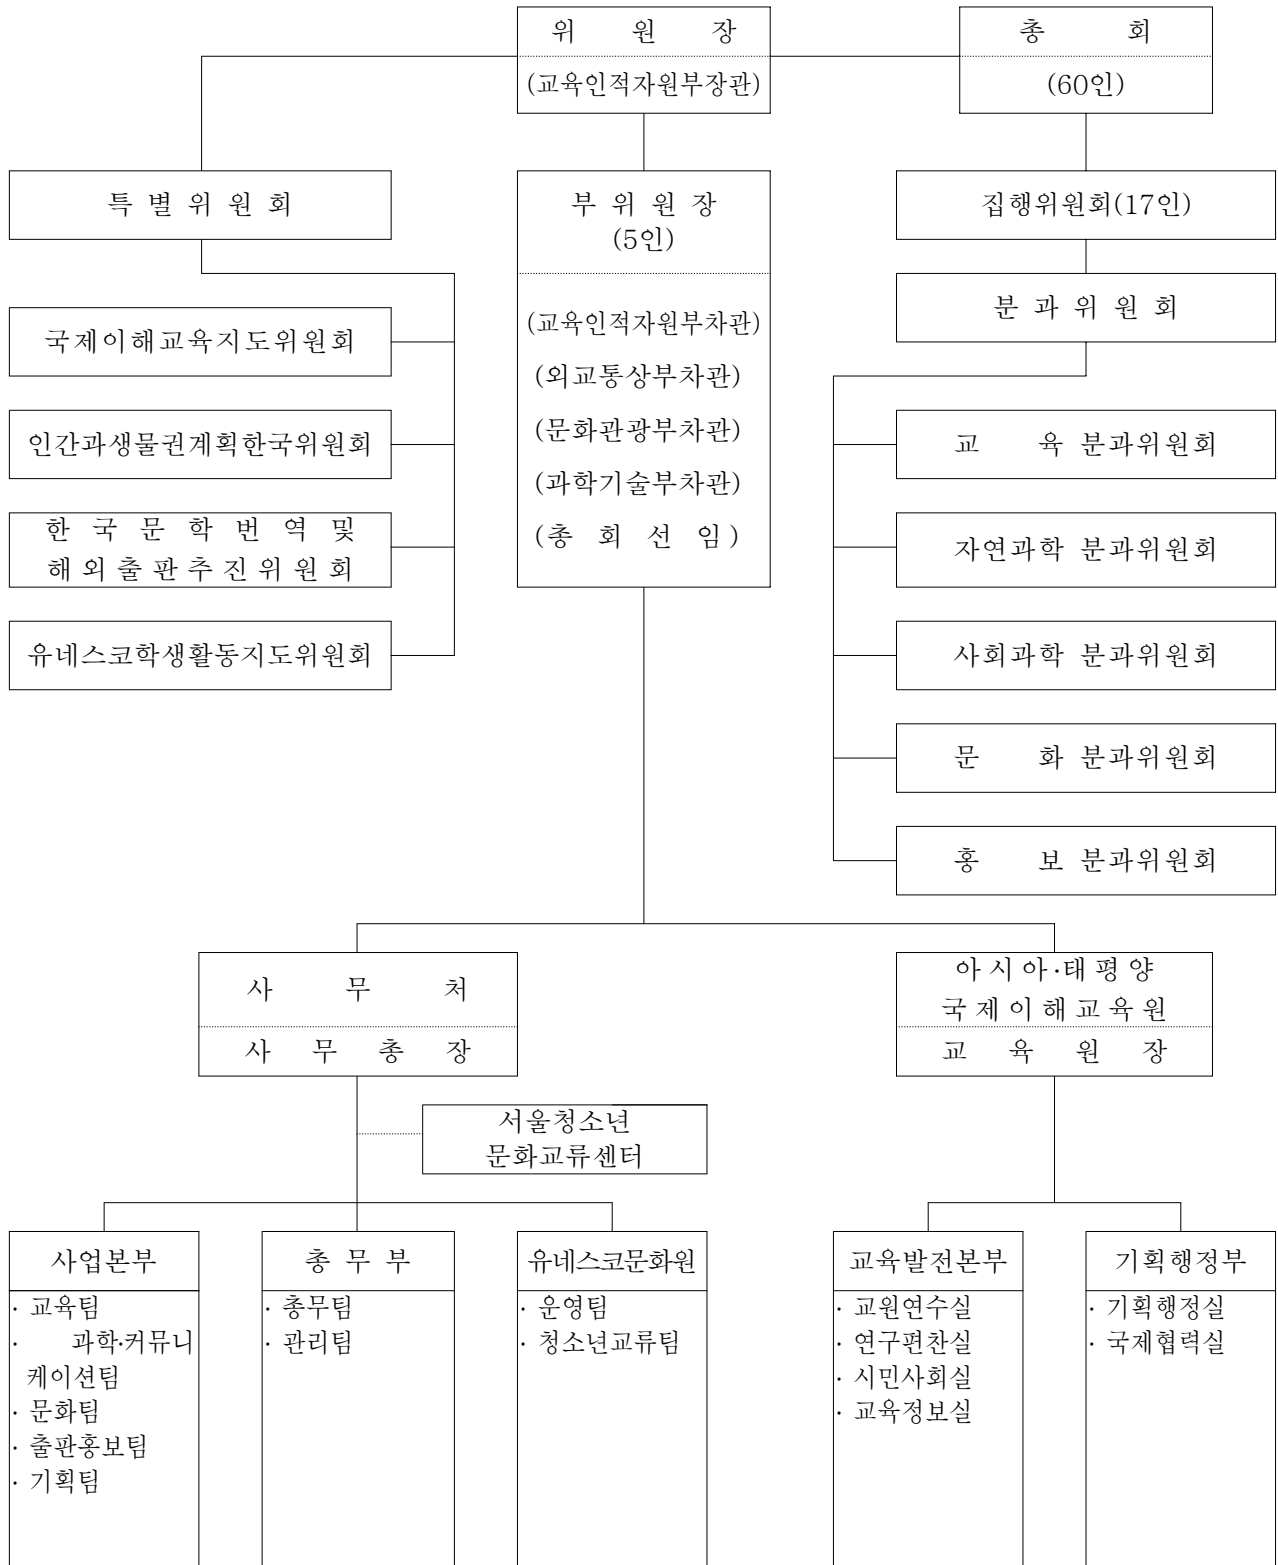 위 원 장
(교육인적자원부장관)
총 회
(60인)
특 별 위 원 회
부 위 원 장
(5인)
(교육인적자원부차관)
(외교통상부차관)
(문화관광부차관)
(과학기술부차관)
(총 회 선 임)
집행위원회(17인)
분 과 위 원 회
국제이해교육지도위원회
인간과생물권계획한국위원회
한 국 문 학 번 역 및
해 외 출 판 추 진 위 원 회
유네스코학생활동지도위원회
교 육 분과위원회
자연과학 분과위원회
사회과학 분과위원회
문 화 분과위원회
홍 보 분과위원회
사 무 처
사 무 총 장
아 시 아·태 평 양
국 제 이 해 교 육 원
교 육 원 장
서울청소년
문화교류센터
사업본부
· 교육팀
· 과학·커뮤니
케이션팀
· 문화팀
· 출판홍보팀
· 기획팀
총 무 부
· 총무팀
· 관리팀
유네스코문화원
· 운영팀
· 청소년교류팀
교육발전본부
· 교원연수실
· 연구편찬실
· 시민사회실
· 교육정보실
기획행정부
· 기획행정실
· 국제협력실